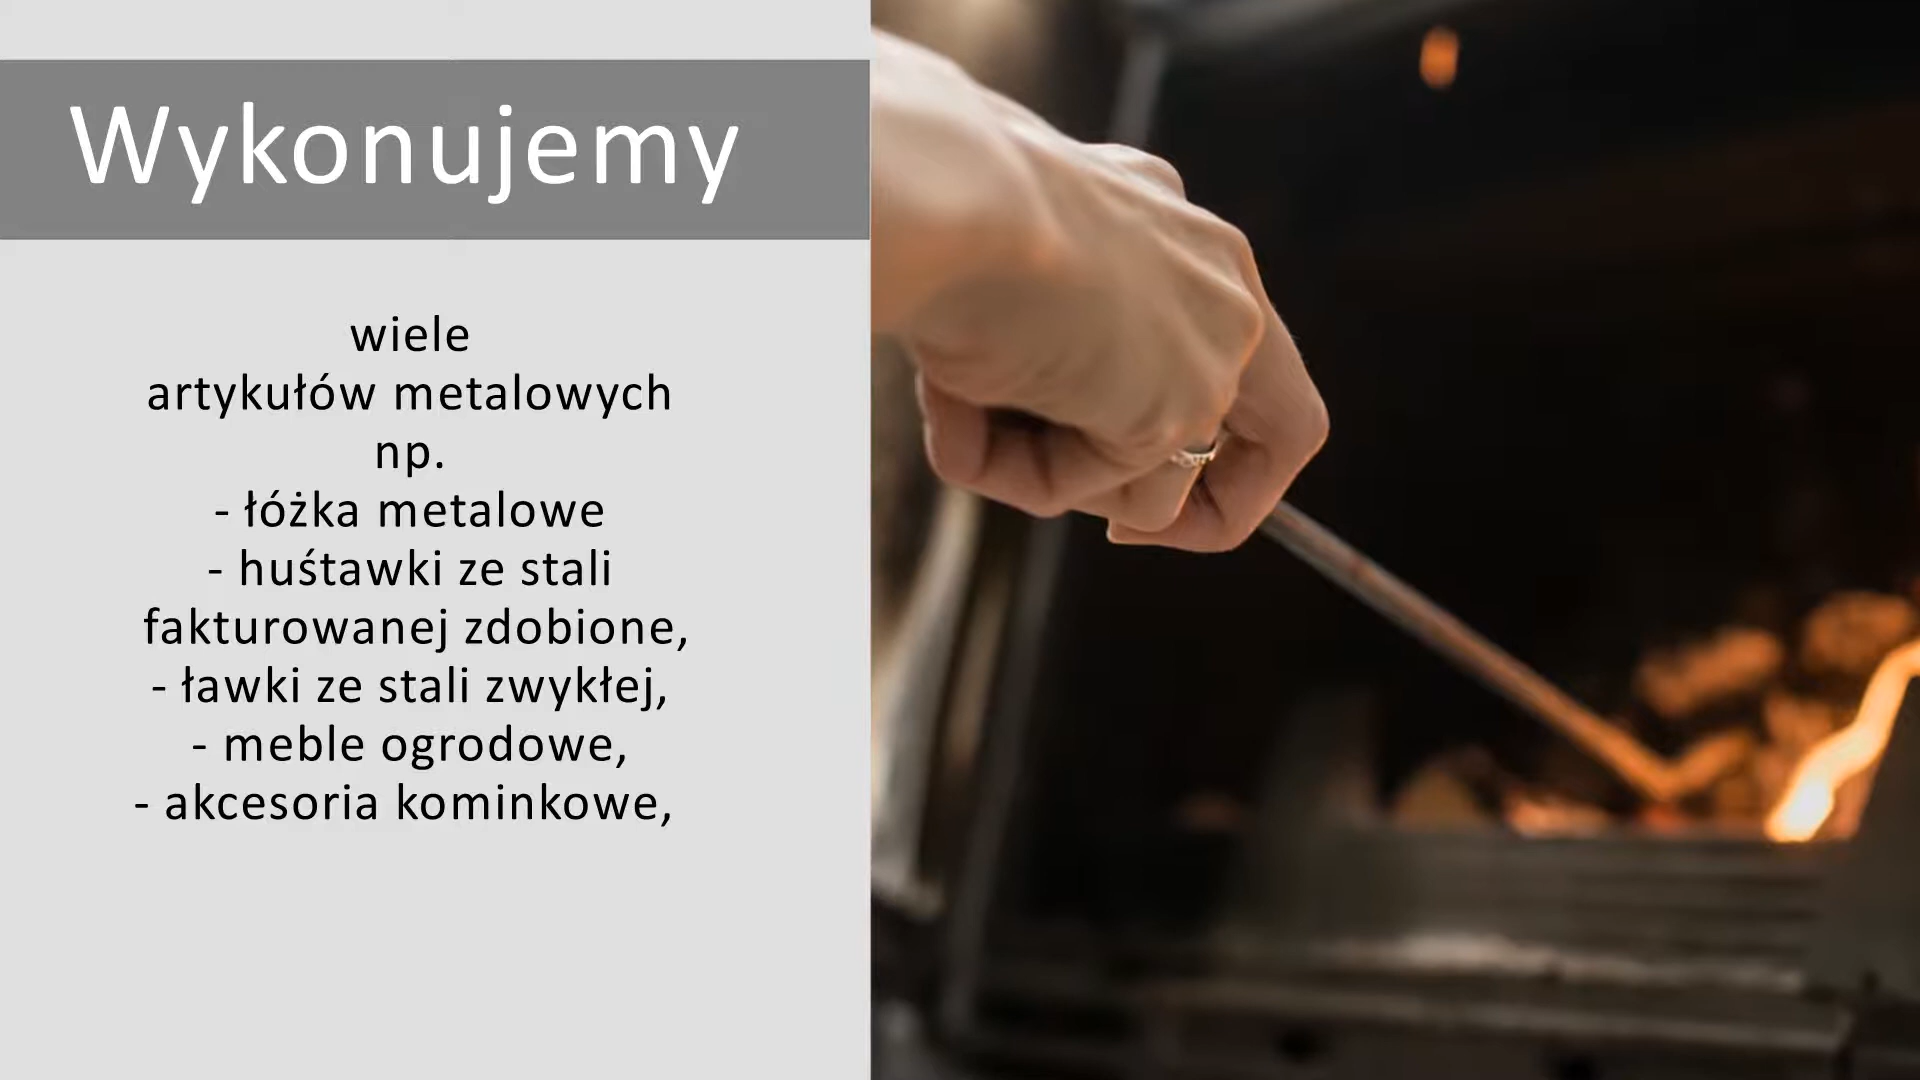 Wykonujemy
wiele
artykułów metalowych
np.
- łóżka metalowe
- huśtawki ze stali
fakturowanej zdobione,
- ławki ze stali zwykłej,
- meble ogrodowe,
- akcesoria kominkowe,